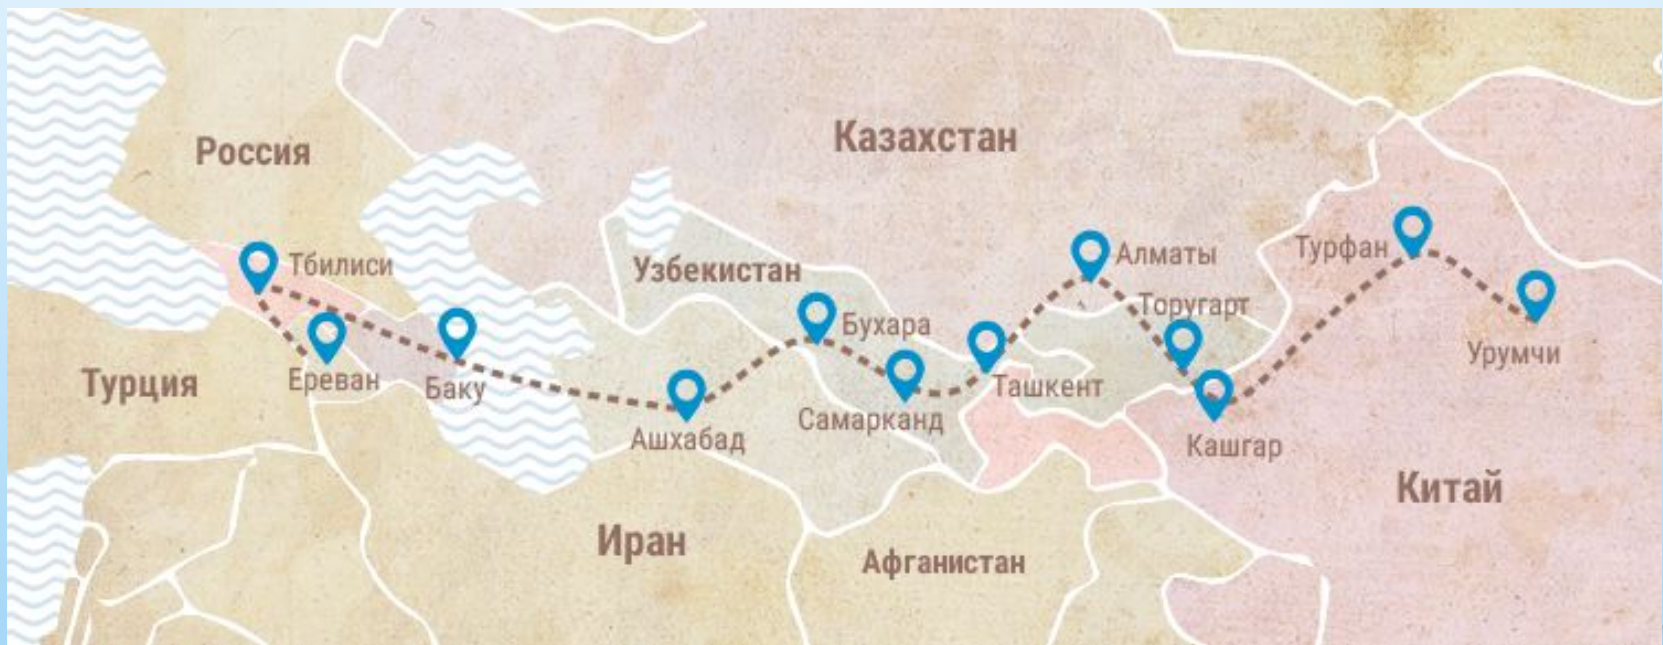 Казахстан
Россия
Турфан
Алматы
Тбилиси
Узбекистан
Торугарт
Бухара
Урумчи
Ереван
Баку
Турция
Ташкент
Самарканд
Ашхабад
Кашгар
Китай
Иран
Афганистан